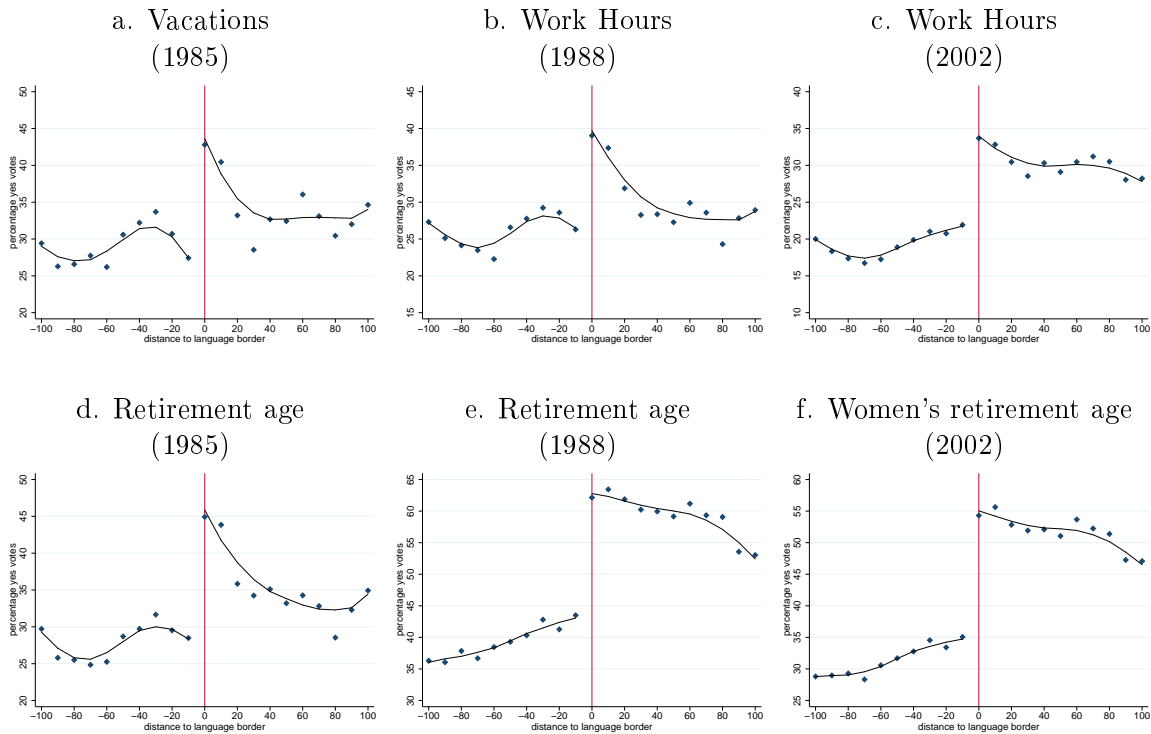 a. Vacations
(1985)
percentage yes votes
50
45
40
35
30
25
20
−100 −80 −60 −40 −20 0 20 40 60 80 100
distance to language border
b. Work Hours
(1988)
percentage yes votes
45
40
35
30
25
20
15
−100 −80 −60 −40 −20 0 20 40 60 80 100
distance to language border
c. Work Hours
(2002)
percentage yes votes
40
35
30
25
20
15
10
−100 −80 −60 −40 −20 0 20 40 60 80 100
distance to language border
d. Retirement age
(1985)
percentage yes votes
50
45
40
35
30
25
20
−100 −80 −60 −40 −20 0 20 40 60 80 100
distance to language border
e. Retirement age
(1988)
percentage yes votes
65
60
55
50
45
40
35
30
−100 −80 −60 −40 −20 0 20 40 60 80 100
distance to language border
f. Women's retirement age
(2002)
percentage yes votes
60
55
50
45
40
35
30
25
−100 −80 −60 −40 −20 0 20 40 60 80 100
distance to language border